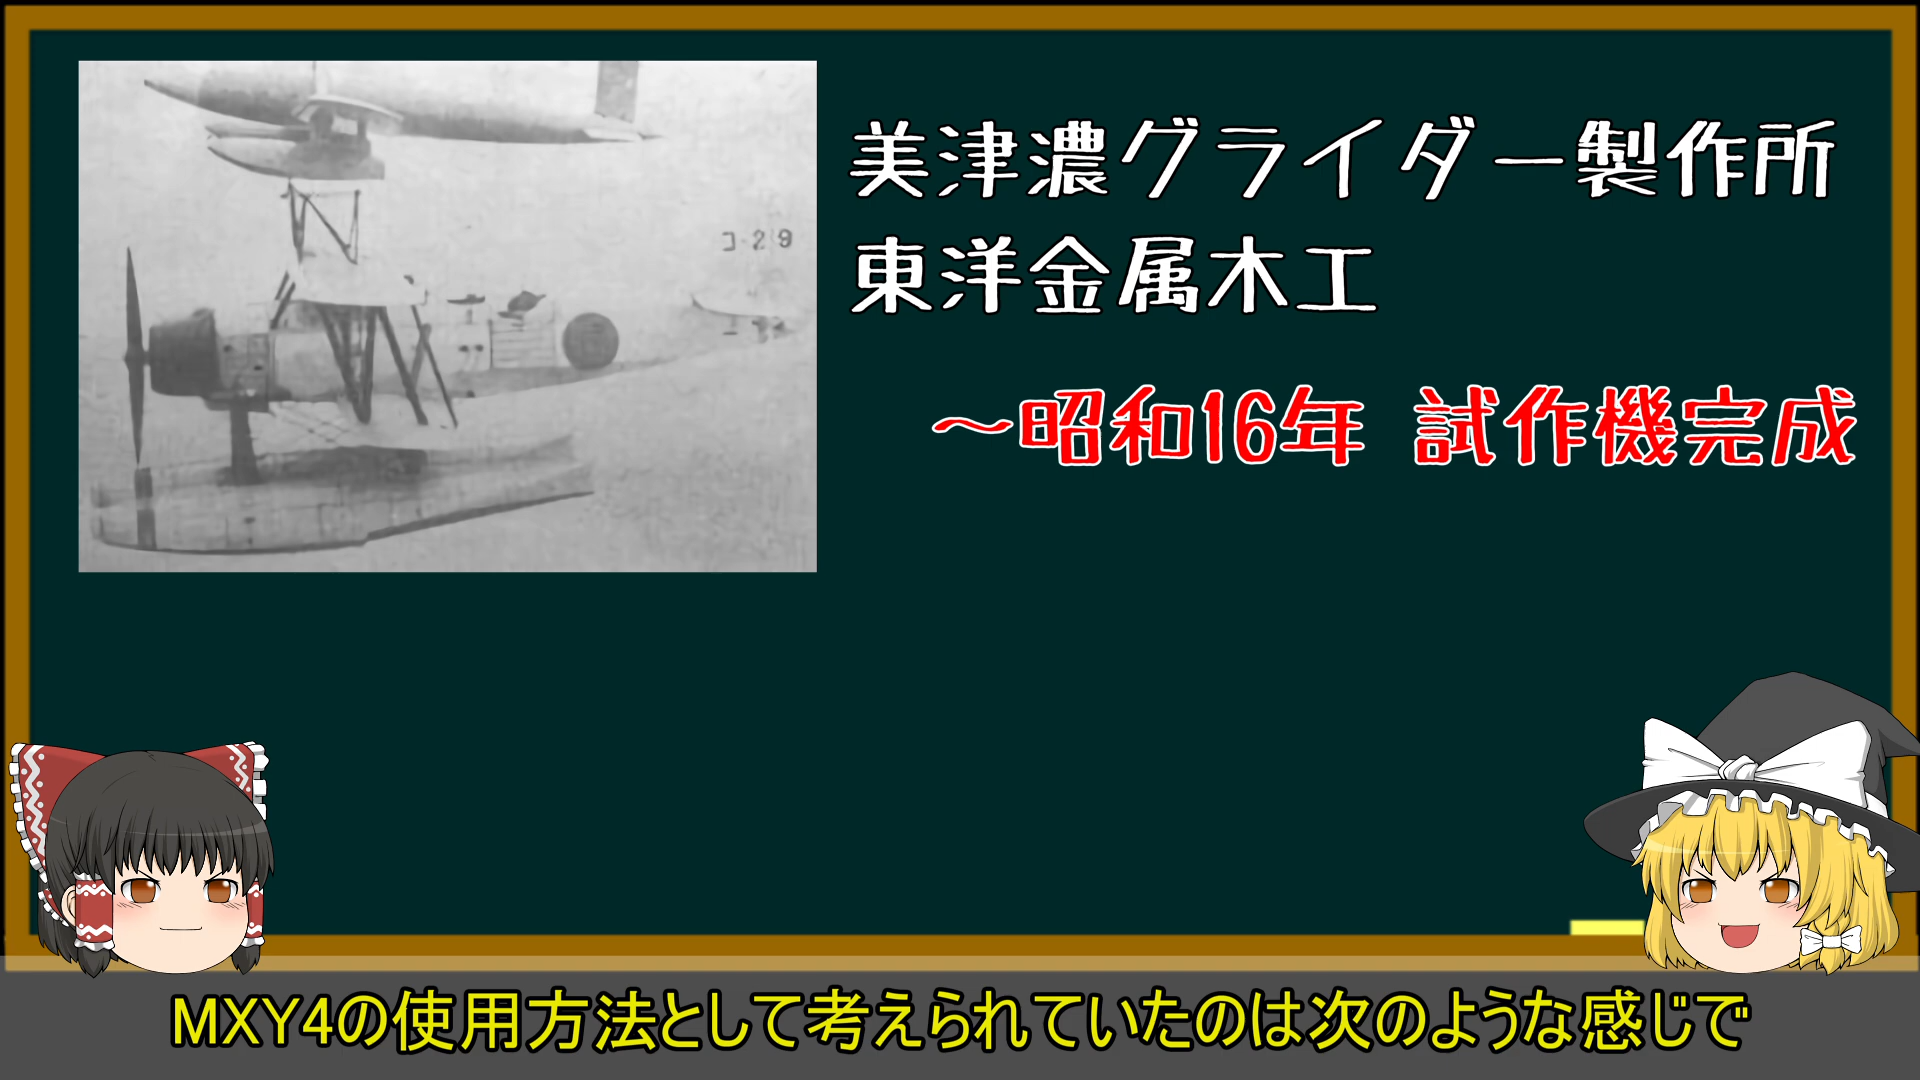 美津濃グライダー製作所
東洋金属木工
コ-29
～昭和16年 試作機完成
MXY4の使用方法として考えられていたのは次のような感じで